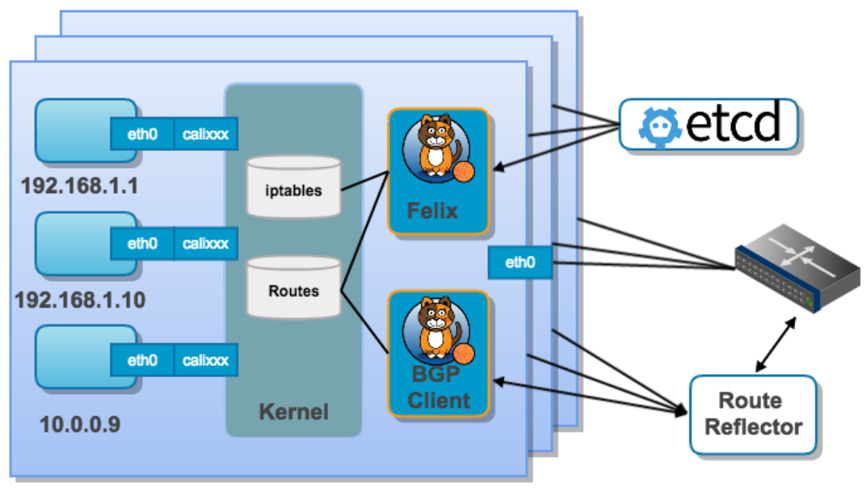 eth0 calixxx
192.168.1.1
eth0 calixxx
192.168.1.10
eth0 calixxx
10.0.0.9
iptables
Routes
Kernel
Felix
eth0
BGP
Client
etcd
Route
Reflector